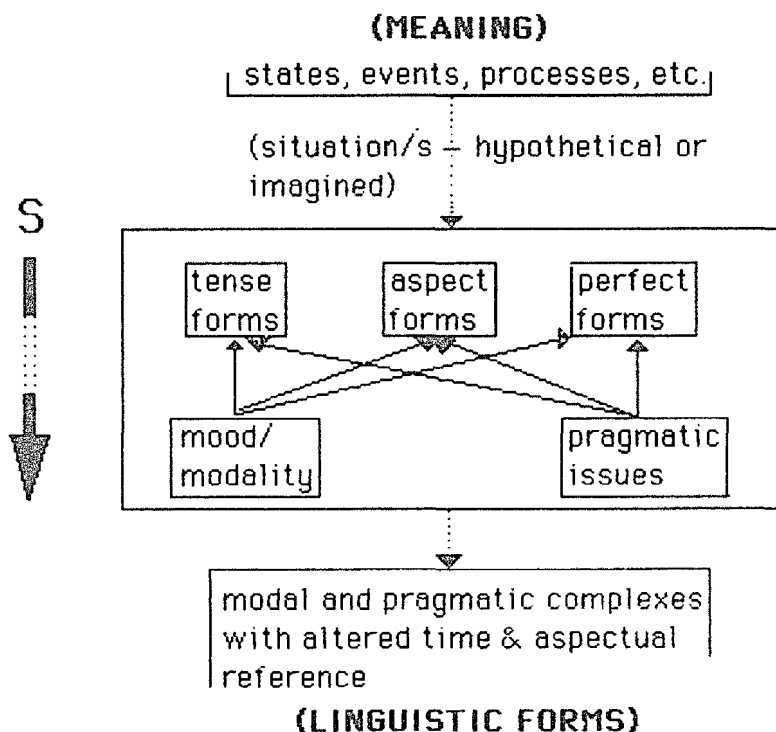 (MEANING)
states, events, processes, etc.
(situation/s – hypothetical or
imagined)
S
tense
forms
aspect
forms
perfect
forms
mood/
modality
pragmatic
issues
modal and pragmatic complexes
with altered time & aspectual
reference
(LINGUISTIC FORMS)